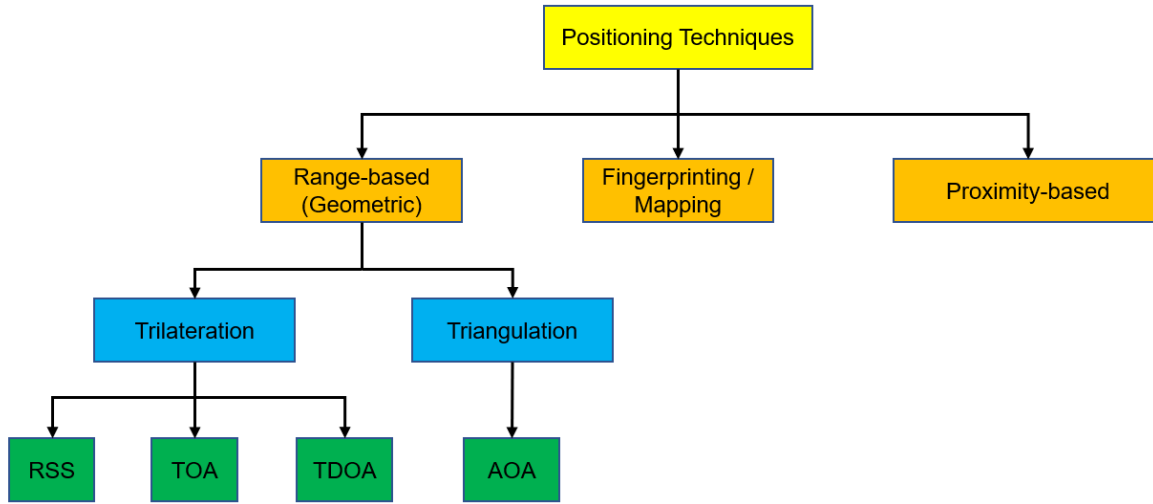 Positioning Techniques
Range-based
(Geometric)
Fingerprinting /
Mapping
Proximity-based
Trilateration
Triangulation
RSS
TOA
TDOA
AOA